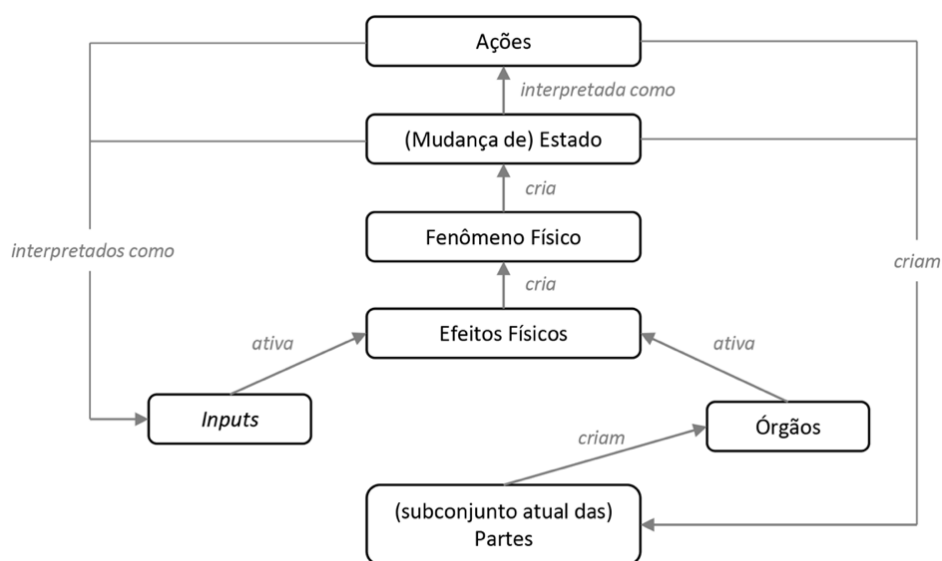 Ações
interpretada como
(Mudança de) Estado
cria
interpretados como
Fenômeno Físico
criam
cria
Efeitos Físicos
ativa
ativa
Inputs
Órgãos
criam
(subconjunto atual das)
Partes